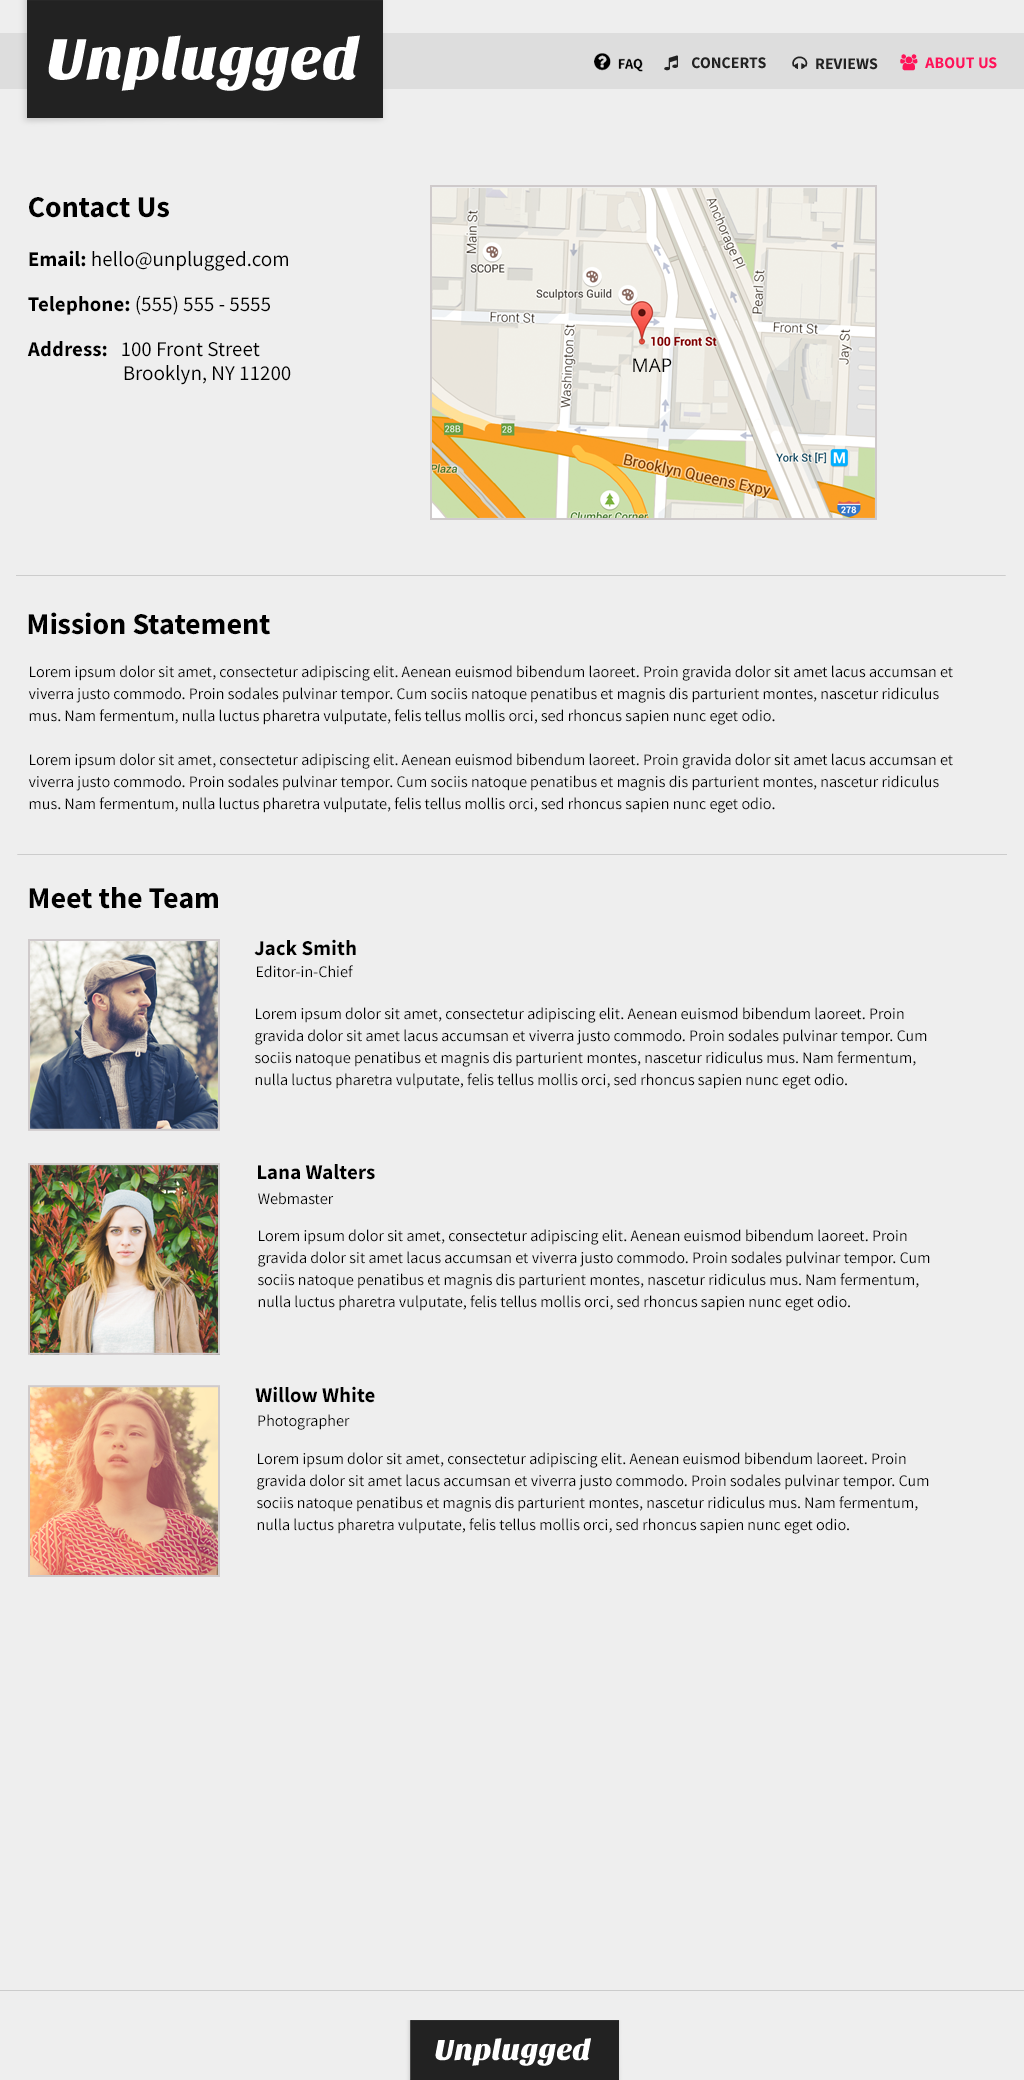 Unplugged
FAQ CONCERTS REVIEWS ABOUT US
Contact Us
Email: hello@unplugged.com
Telephone: (555) 555 - 5555
Address: 100 Front Street
Brooklyn, NY 11200
Main St
SCOPE
Sculptors Guild
Anchorage Pl
Pearl St
Front St
Front St
Jay St
Washington St
100 Front St
MAP
28B
28
Plaza
York St [F] M
Brooklyn Queens Expy
Clumber Corner
278
Mission Statement
Lorem ipsum dolor sit amet, consectetur adipiscing elit. Aenean euismod bibendum laoreet. Proin gravida dolor sit amet lacus accumsan et
viverra justo commodo. Proin sodales pulvinar tempor. Cum sociis natoque penatibus et magnis dis parturient montes, nascetur ridiculus
mus. Nam fermentum, nulla luctus pharetra vulputate, felis tellus mollis orci, sed rhoncus sapien nunc eget odio.
Lorem ipsum dolor sit amet, consectetur adipiscing elit. Aenean euismod bibendum laoreet. Proin gravida dolor sit amet lacus accumsan et
viverra justo commodo. Proin sodales pulvinar tempor. Cum sociis natoque penatibus et magnis dis parturient montes, nascetur ridiculus
mus. Nam fermentum, nulla luctus pharetra vulputate, felis tellus mollis orci, sed rhoncus sapien nunc eget odio.
Meet the Team
Jack Smith
Editor-in-Chief
Lorem ipsum dolor sit amet, consectetur adipiscing elit. Aenean euismod bibendum laoreet. Proin
gravida dolor sit amet lacus accumsan et viverra justo commodo. Proin sodales pulvinar tempor. Cum
sociis natoque penatibus et magnis dis parturient montes, nascetur ridiculus mus. Nam fermentum,
nulla luctus pharetra vulputate, felis tellus mollis orci, sed rhoncus sapien nunc eget odio.
Lana Walters
Webmaster
Lorem ipsum dolor sit amet, consectetur adipiscing elit. Aenean euismod bibendum laoreet. Proin
gravida dolor sit amet lacus accumsan et viverra justo commodo. Proin sodales pulvinar tempor. Cum
sociis natoque penatibus et magnis dis parturient montes, nascetur ridiculus mus. Nam fermentum,
nulla luctus pharetra vulputate, felis tellus mollis orci, sed rhoncus sapien nunc eget odio.
Willow White
Photographer
Lorem ipsum dolor sit amet, consectetur adipiscing elit. Aenean euismod bibendum laoreet. Proin
gravida dolor sit amet lacus accumsan et viverra justo commodo. Proin sodales pulvinar tempor. Cum
sociis natoque penatibus et magnis dis parturient montes, nascetur ridiculus mus. Nam fermentum,
nulla luctus pharetra vulputate, felis tellus mollis orci, sed rhoncus sapien nunc eget odio.
Unplugged